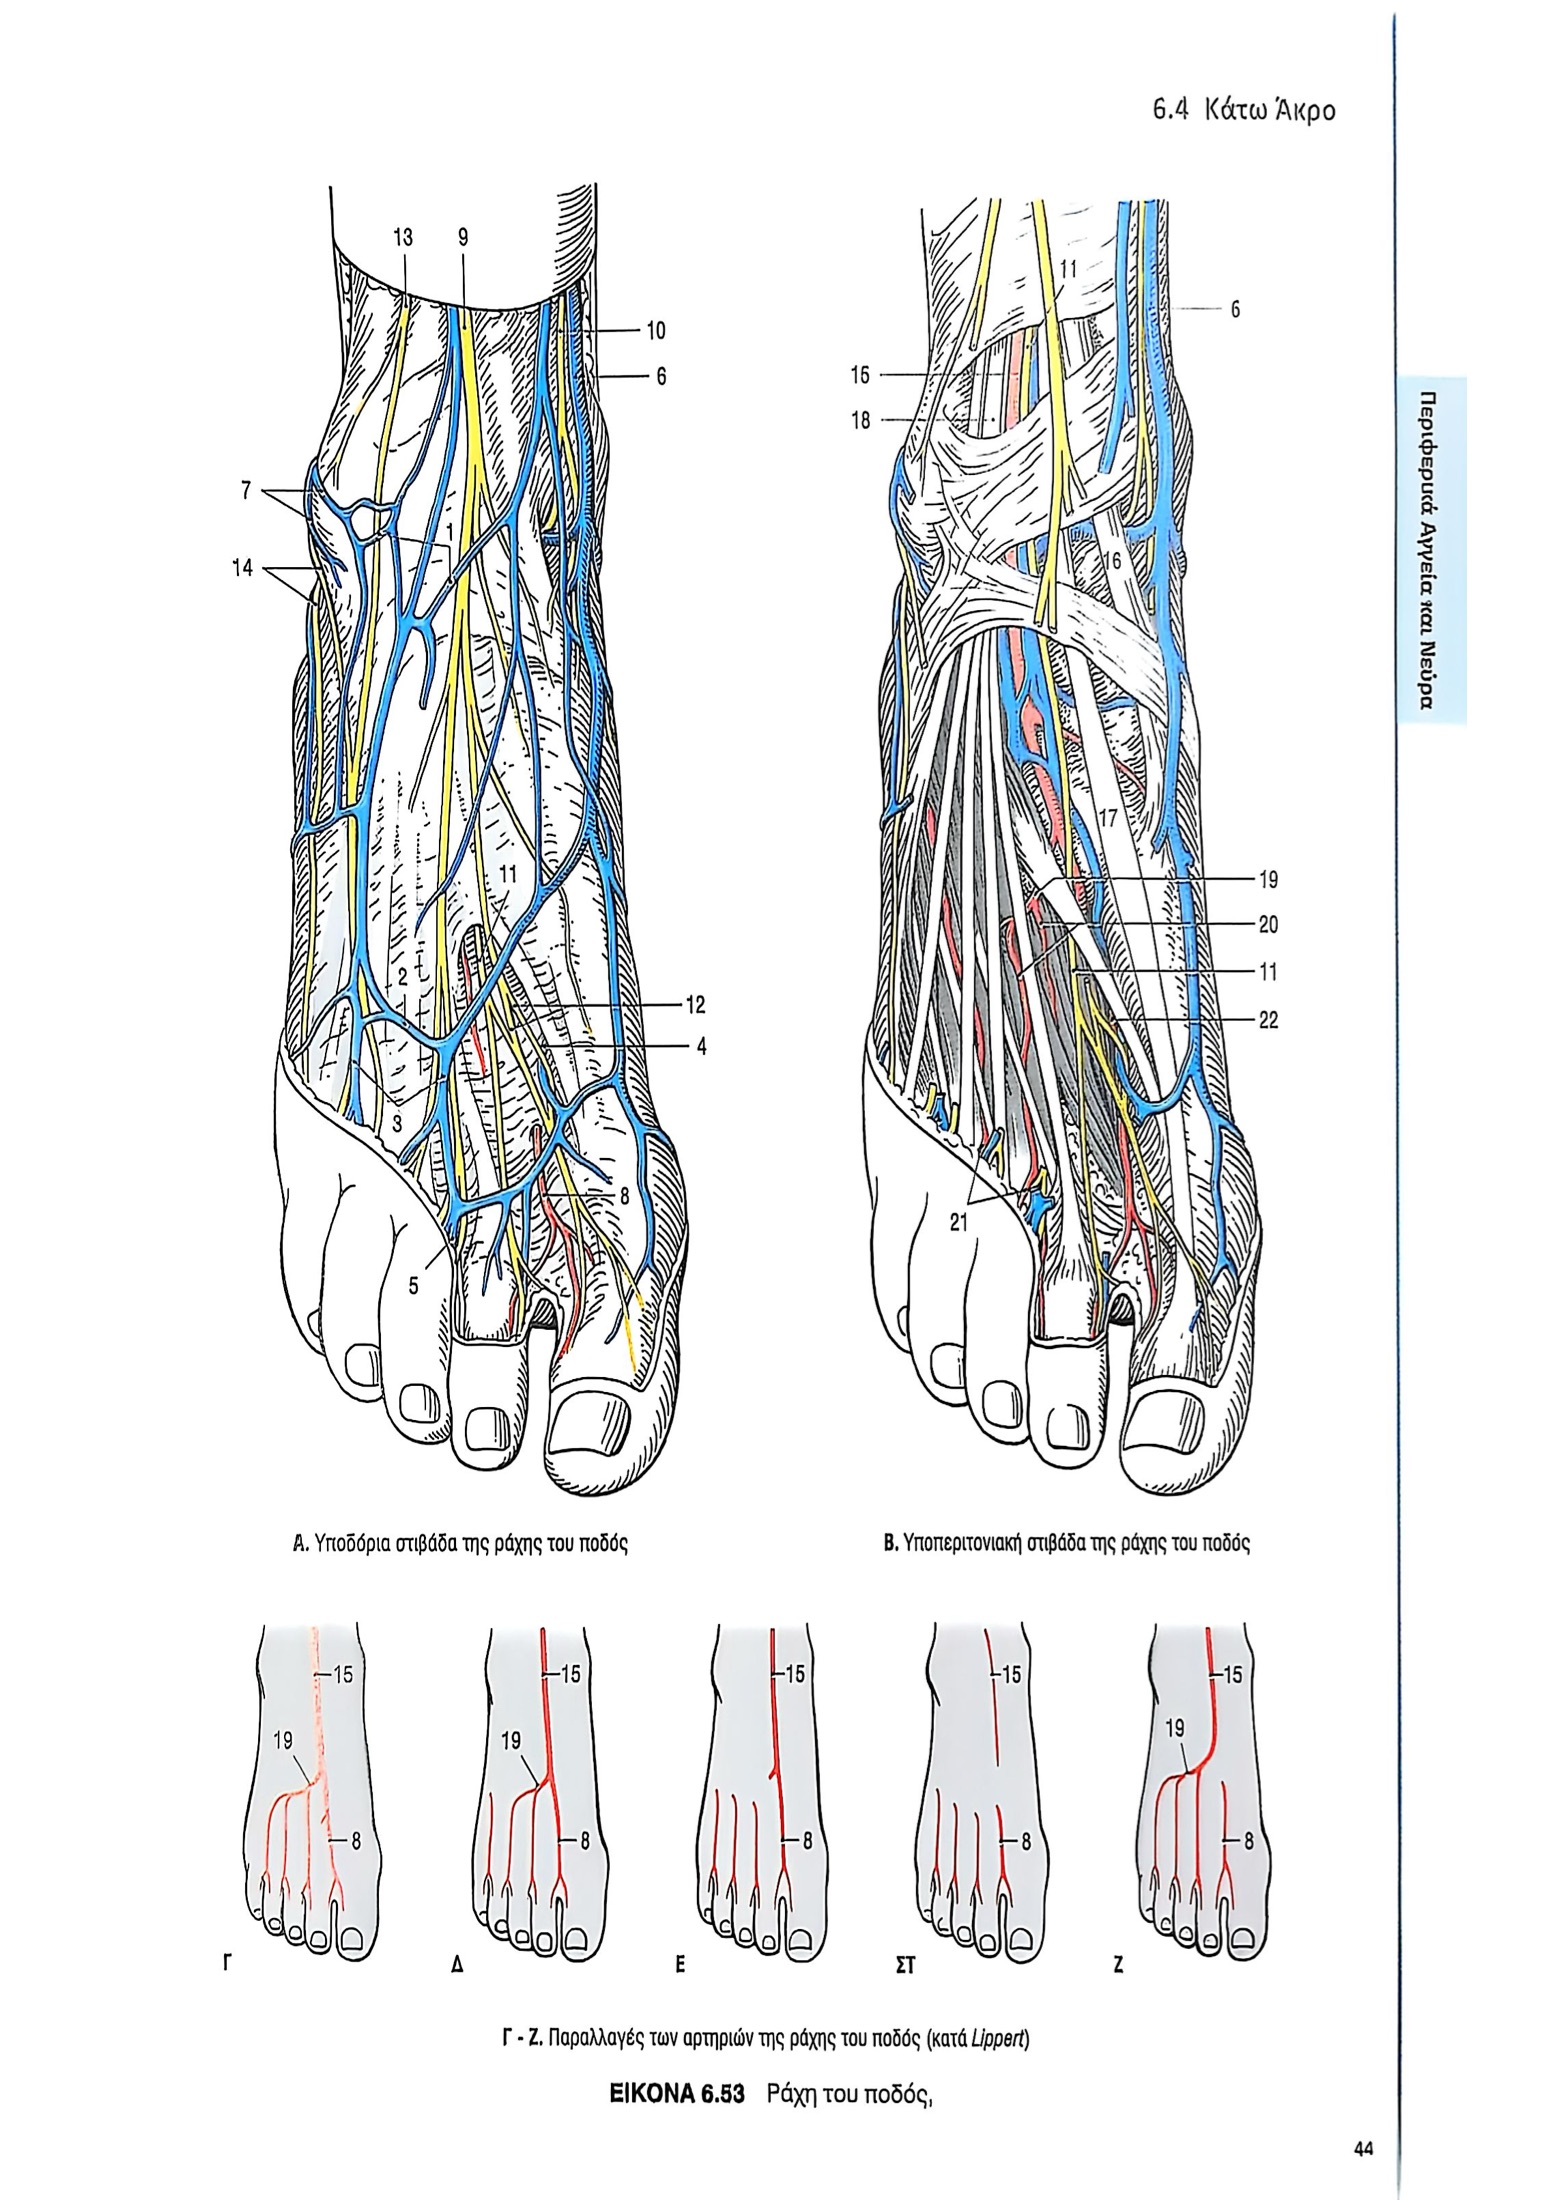 6.4 Κάτω Άκρο
Περιφερικά Αγγεία και Νεύρα
13 9
10
6
7
1
14
11
2
12
4
3
8
5
11
6
15
18
16
17
19
20
11
22
21
Α. Υποδόρια στιβάδα της ράχης του ποδός
Β. Υποπεριτονιακή στιβάδα της ράχης του ποδός
15 15 15 15 15
19 19 19
8 8 8 8 8
Γ Δ Ε ΣΤ Ζ
Γ - Ζ. Παραλλαγές των αρτηριών της ράχης του ποδός (κατά Lippert)
ΕΙΚΟΝΑ 6.53 Ράχη του ποδός,
44